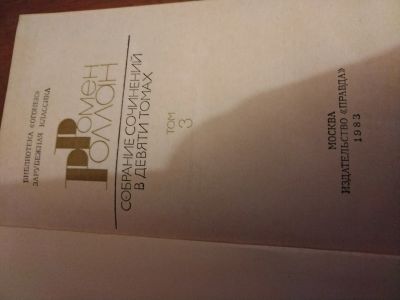 БИБЛИОТЕКА «ОГОНЕК»
ЗАРУБЕЖНАЯ КЛАССИКА
Ромен
Роллан
СОБРАНИЕ СОЧИНЕНИЙ
В ДЕВЯТИ ТОМАХ
ТОМ
3
МОСКВА
ИЗДАТЕЛЬСТВО «ПРАВДА»
1983